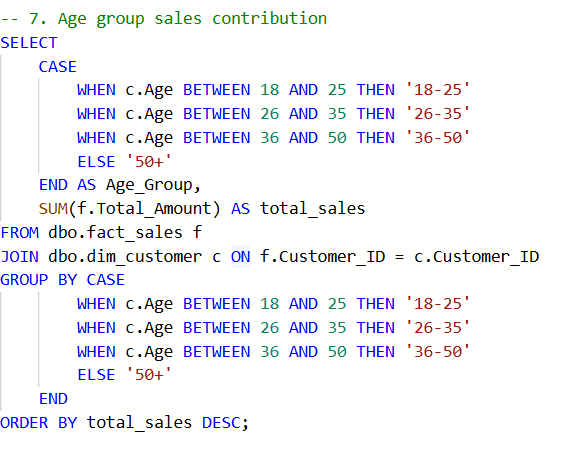 -- 7. Age group sales contribution
SELECT
    CASE
        WHEN c.Age BETWEEN 18 AND 25 THEN '18-25'
        WHEN c.Age BETWEEN 26 AND 35 THEN '26-35'
        WHEN c.Age BETWEEN 36 AND 50 THEN '36-50'
        ELSE '50+'
    END AS Age_Group,
    SUM(f.Total_Amount) AS total_sales
FROM dbo.fact_sales f
JOIN dbo.dim_customer c ON f.Customer_ID = c.Customer_ID
GROUP BY CASE
        WHEN c.Age BETWEEN 18 AND 25 THEN '18-25'
        WHEN c.Age BETWEEN 26 AND 35 THEN '26-35'
        WHEN c.Age BETWEEN 36 AND 50 THEN '36-50'
        ELSE '50+'
    END
ORDER BY total_sales DESC;